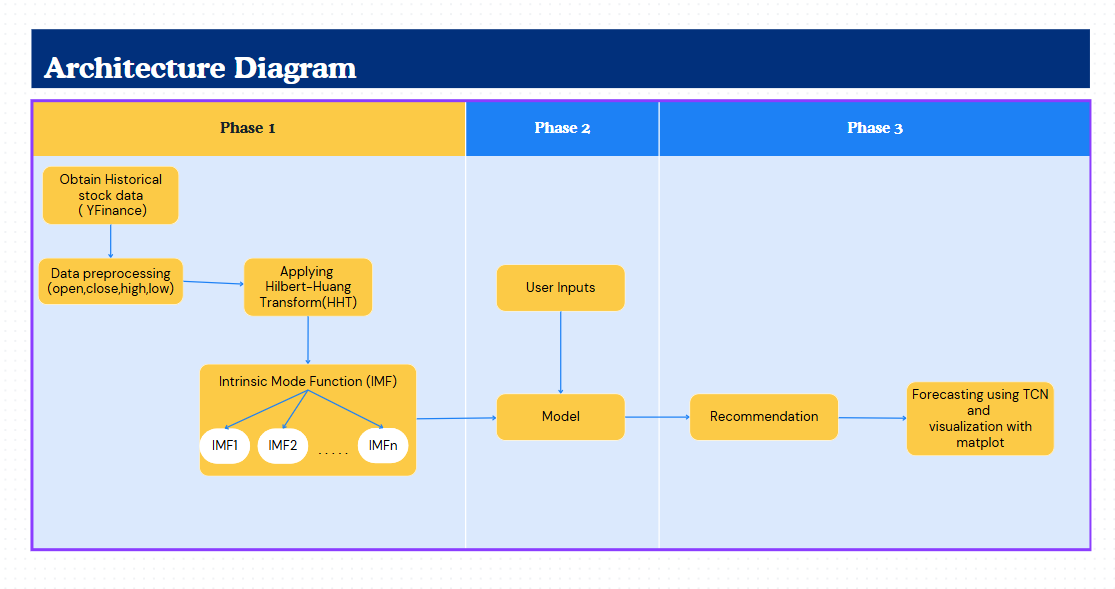 Architecture Diagram
Phase 1
Phase 2
Phase 3
Obtain Historical
stock data
( YFinance)
Data preprocessing
(open,close,high,low)
Applying
Hilbert-Huang
Transform(HHT)
Intrinsic Mode Function (IMF)
IMF1
IMF2
.....
IMFn
User Inputs
Model
Recommendation
Forecasting using TCN
and
visualization with
matplot